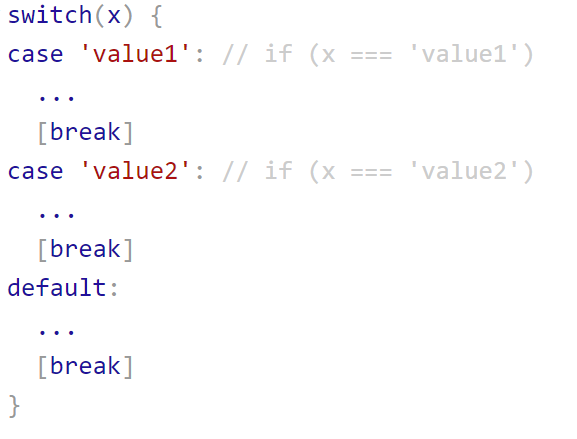 switch(x) {
case 'value1': // if (x === 'value1')
...
[break]
case 'value2': // if (x === 'value2')
...
[break]
default:
...
[break]
}